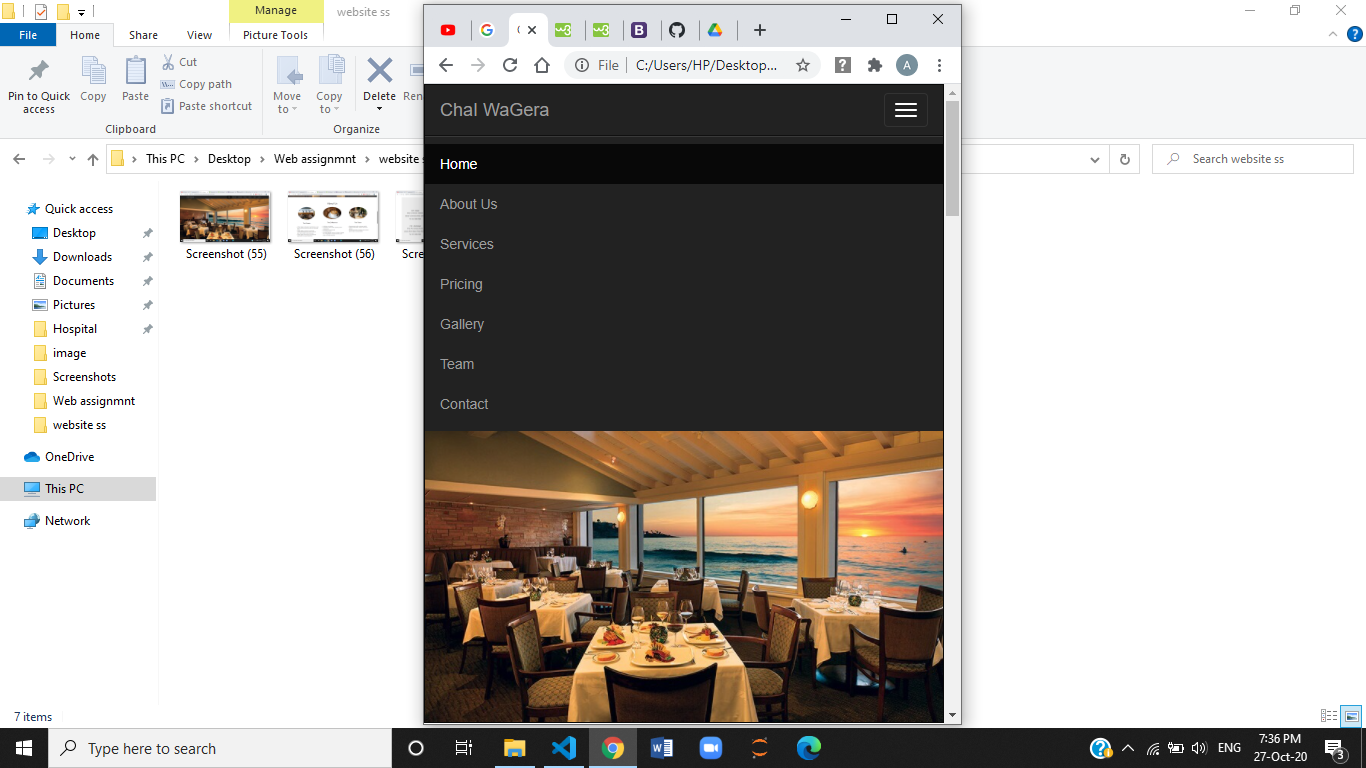 Manage
website ss
File
Home
Share
View
Picture Tools
Pin to Quick access
Copy
Paste
Cut
Copy path
Paste shortcut
Move to
Copy to
Delete
Clipboard
Organize
This PC
Desktop
Web assignmnt
Search website ss
Quick access
Desktop
Downloads
Documents
Pictures
Hospital
image
Screenshots
Web assignmnt
website ss
OneDrive
This PC
Network
Screenshot (55)
Screenshot (56)
7 items
File
C:/Users/HP/Desktop...
A
Chal WaGera
Home
About Us
Services
Pricing
Gallery
Team
Contact
Type here to search
ENG
7:36 PM
27-Oct-20
3